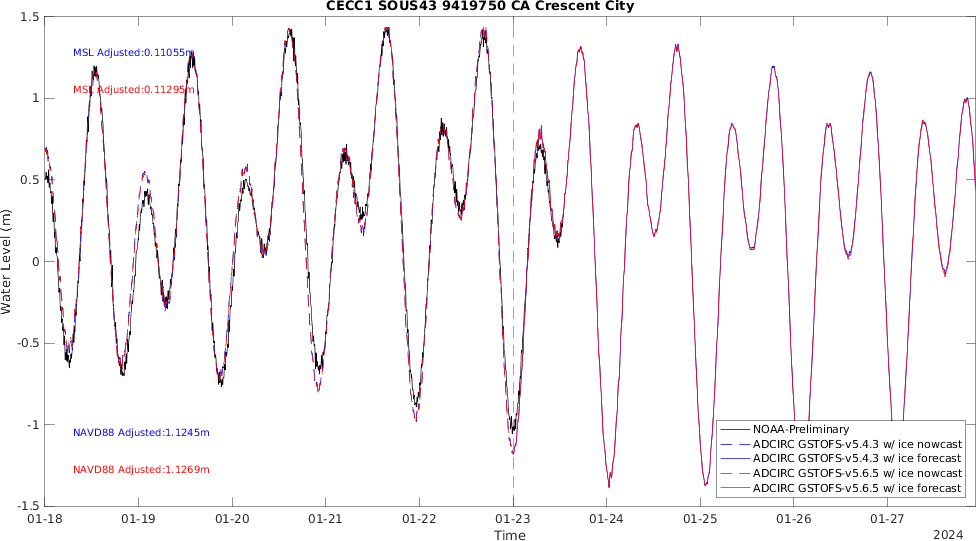 CECC1 SOUS43 9419750 CA Crescent City
1.5
MSL Adjusted:0.11055m
MSL Adjusted:0.11295m
1
0.5
0
-0.5
-1
-1.5
Water Level (m)
NAVD88 Adjusted:1.1245m
NAVD88 Adjusted:1.1269m
NOAA-Preliminary
ADCIRC GSTOFS-v5.4.3 w/ ice nowcast
ADCIRC GSTOFS-v5.4.3 w/ ice forecast
ADCIRC GSTOFS-v5.6.5 w/ ice nowcast
ADCIRC GSTOFS-v5.6.5 w/ ice forecast
01-18 01-19 01-20 01-21 01-22 01-23 01-24 01-25 01-26 01-27
Time
2024